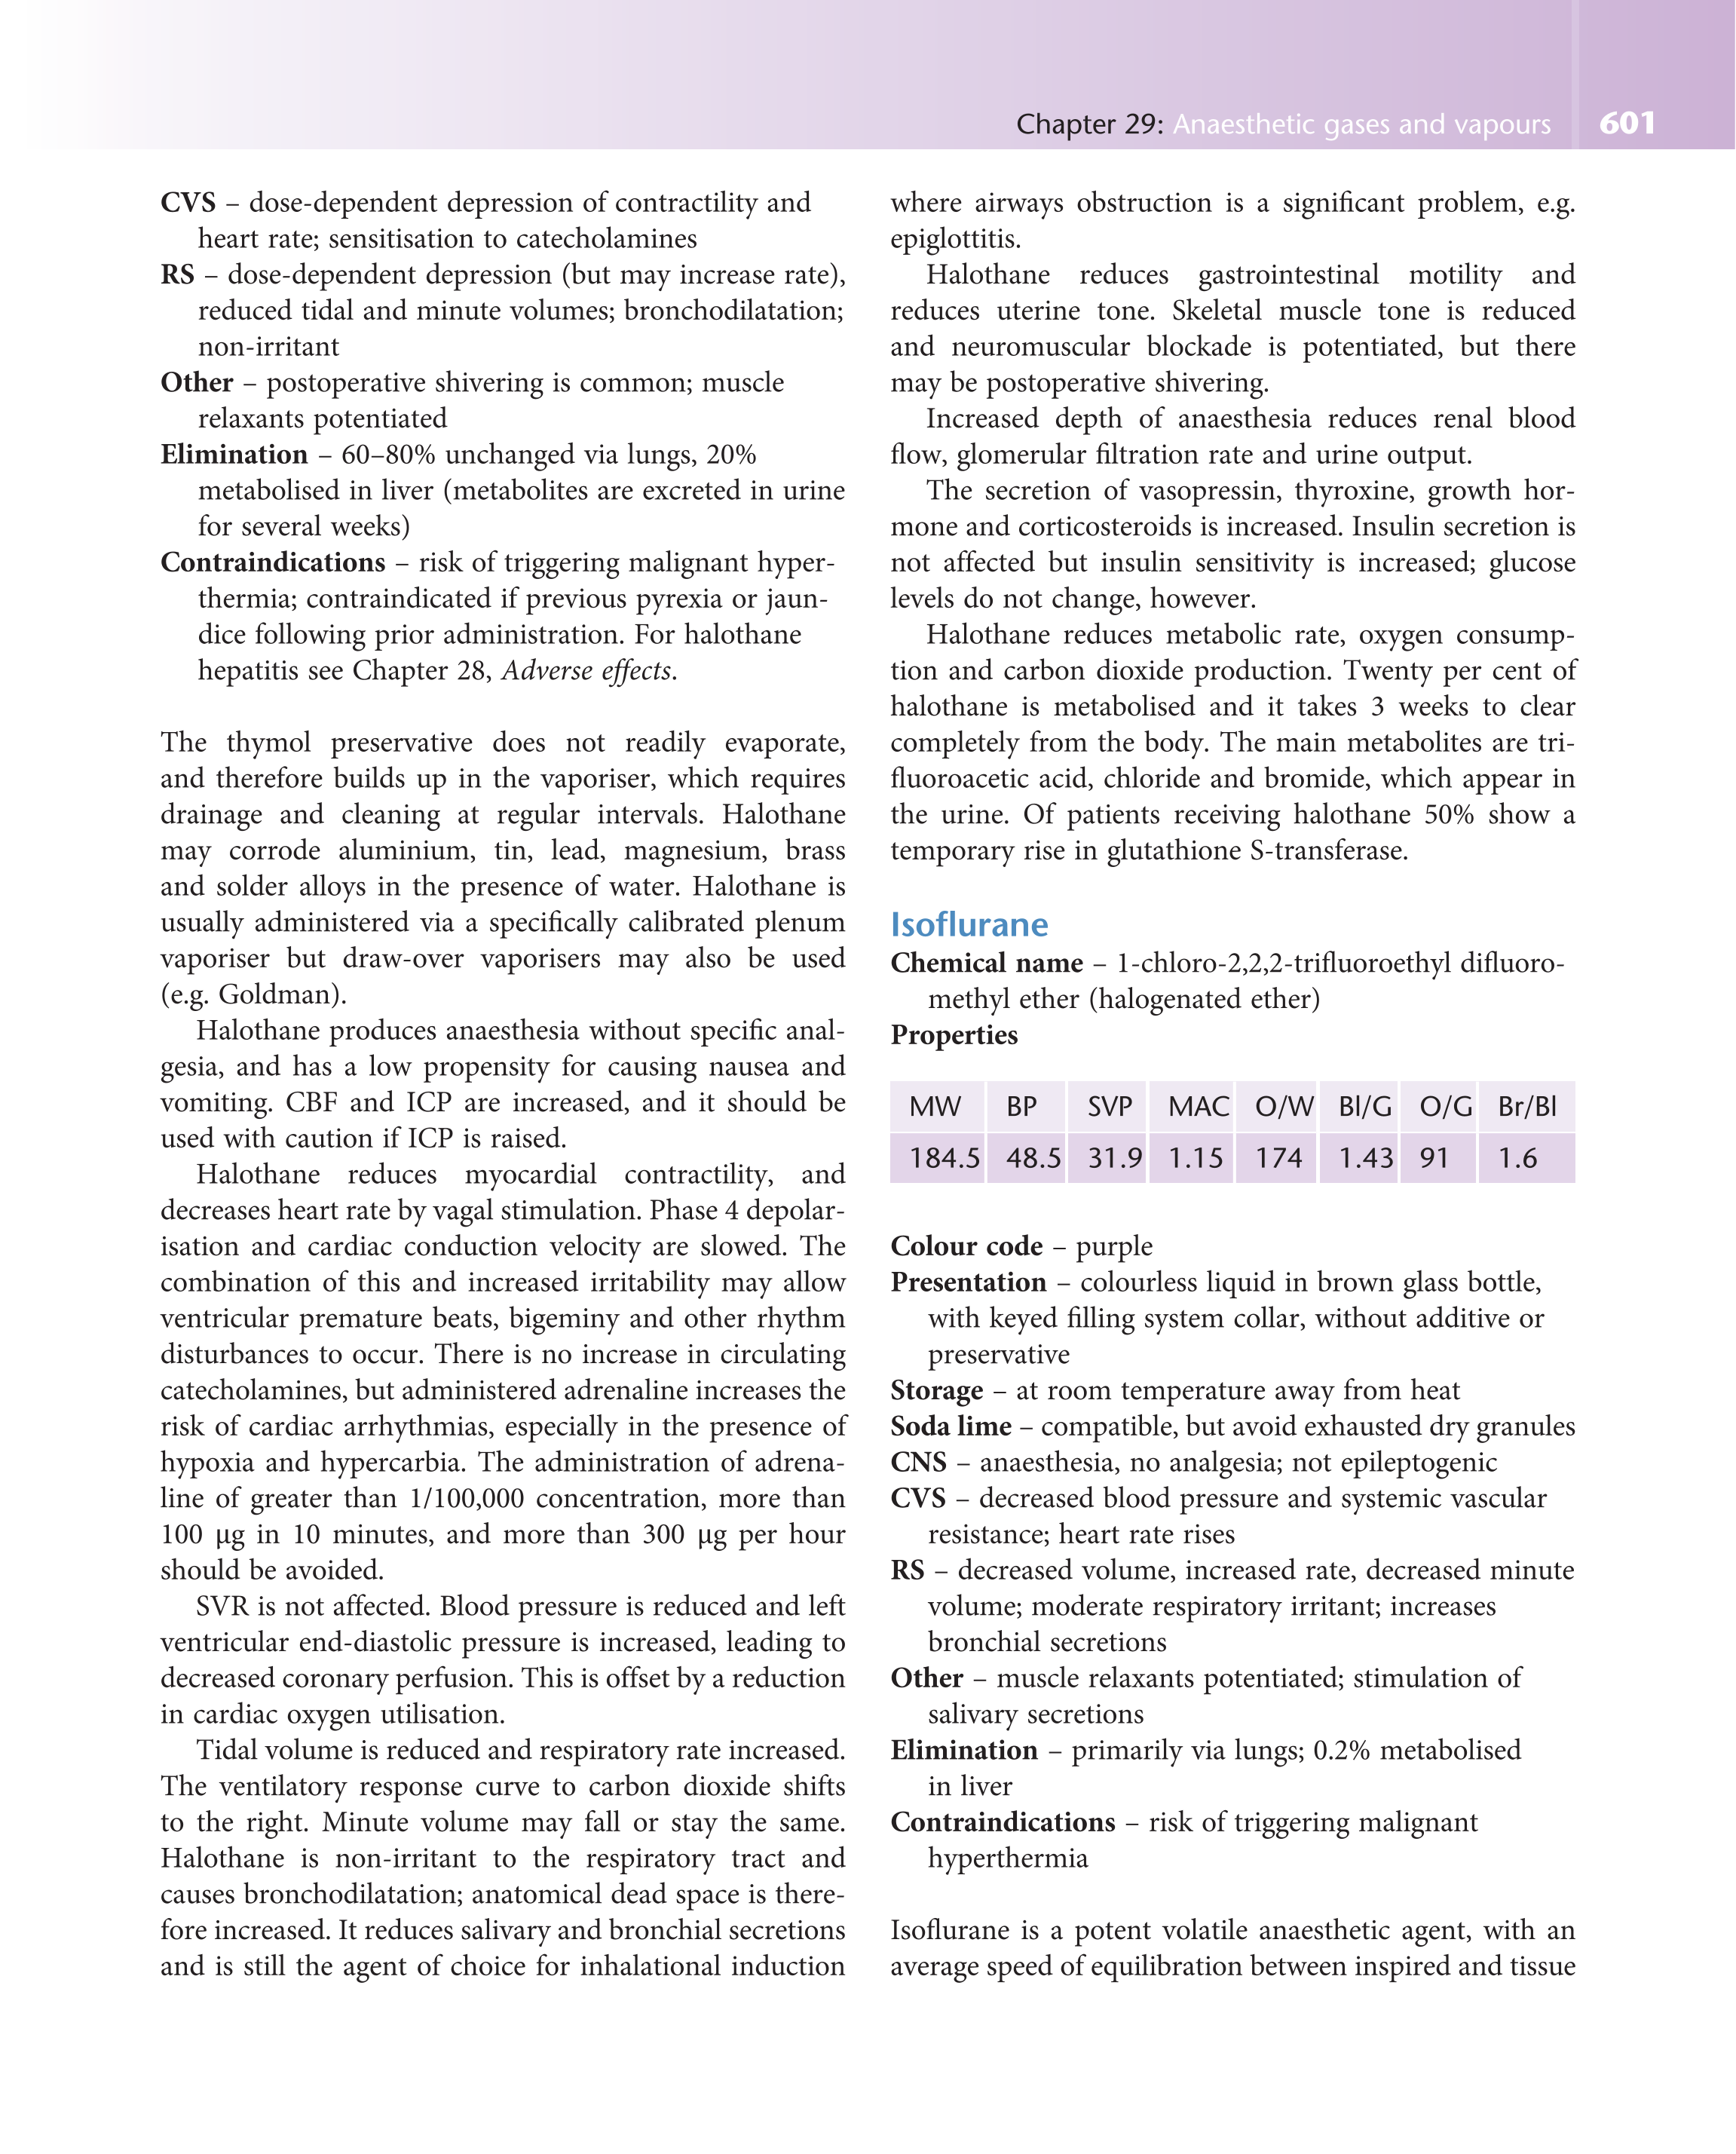 Chapter 29: Anaesthetic gases and vapours 601
CVS – dose-dependent depression of contractility and
heart rate; sensitisation to catecholamines
RS – dose-dependent depression (but may increase rate),
reduced tidal and minute volumes; bronchodilatation;
non-irritant
Other – postoperative shivering is common; muscle
relaxants potentiated
Elimination – 60–80% unchanged via lungs, 20%
metabolised in liver (metabolites are excreted in urine
for several weeks)
Contraindications – risk of triggering malignant hyper-
thermia; contraindicated if previous pyrexia or jaun-
dice following prior administration. For halothane
hepatitis see Chapter 28, Adverse effects.
The thymol preservative does not readily evaporate,
and therefore builds up in the vaporiser, which requires
drainage and cleaning at regular intervals. Halothane
may corrode aluminium, tin, lead, magnesium, brass
and solder alloys in the presence of water. Halothane is
usually administered via a specifically calibrated plenum
vaporiser but draw-over vaporisers may also be used
(e.g. Goldman).
Halothane produces anaesthesia without specific anal-
gesia, and has a low propensity for causing nausea and
vomiting. CBF and ICP are increased, and it should be
used with caution if ICP is raised.
Halothane reduces myocardial contractility, and
decreases heart rate by vagal stimulation. Phase 4 depolar-
isation and cardiac conduction velocity are slowed. The
combination of this and increased irritability may allow
ventricular premature beats, bigeminy and other rhythm
disturbances to occur. There is no increase in circulating
catecholamines, but administered adrenaline increases the
risk of cardiac arrhythmias, especially in the presence of
hypoxia and hypercarbia. The administration of adrena-
line of greater than 1/100,000 concentration, more than
100 µg in 10 minutes, and more than 300 µg per hour
should be avoided.
SVR is not affected. Blood pressure is reduced and left
ventricular end-diastolic pressure is increased, leading to
decreased coronary perfusion. This is offset by a reduction
in cardiac oxygen utilisation.
Tidal volume is reduced and respiratory rate increased.
The ventilatory response curve to carbon dioxide shifts
to the right. Minute volume may fall or stay the same.
Halothane is non-irritant to the respiratory tract and
causes bronchodilatation; anatomical dead space is there-
fore increased. It reduces salivary and bronchial secretions
and is still the agent of choice for inhalational induction
where airways obstruction is a significant problem, e.g.
epiglottitis.
Halothane reduces gastrointestinal motility and
reduces uterine tone. Skeletal muscle tone is reduced
and neuromuscular blockade is potentiated, but there
may be postoperative shivering.
Increased depth of anaesthesia reduces renal blood
flow, glomerular filtration rate and urine output.
The secretion of vasopressin, thyroxine, growth hor-
mone and corticosteroids is increased. Insulin secretion is
not affected but insulin sensitivity is increased; glucose
levels do not change, however.
Halothane reduces metabolic rate, oxygen consump-
tion and carbon dioxide production. Twenty per cent of
halothane is metabolised and it takes 3 weeks to clear
completely from the body. The main metabolites are tri-
fluoroacetic acid, chloride and bromide, which appear in
the urine. Of patients receiving halothane 50% show a
temporary rise in glutathione S-transferase.
Isoflurane
Chemical name – 1-chloro-2,2,2-trifluoroethyl difluoro-
methyl ether (halogenated ether)
Properties
MW BP SVP MAC O/W Bl/G O/G Br/Bl
184.5 48.5 31.9 1.15 174 1.43 91 1.6
Colour code – purple
Presentation – colourless liquid in brown glass bottle,
with keyed filling system collar, without additive or
preservative
Storage – at room temperature away from heat
Soda lime – compatible, but avoid exhausted dry granules
CNS – anaesthesia, no analgesia; not epileptogenic
CVS – decreased blood pressure and systemic vascular
resistance; heart rate rises
RS – decreased volume, increased rate, decreased minute
volume; moderate respiratory irritant; increases
bronchial secretions
Other – muscle relaxants potentiated; stimulation of
salivary secretions
Elimination – primarily via lungs; 0.2% metabolised
in liver
Contraindications – risk of triggering malignant
hyperthermia
Isoflurane is a potent volatile anaesthetic agent, with an
average speed of equilibration between inspired and tissue